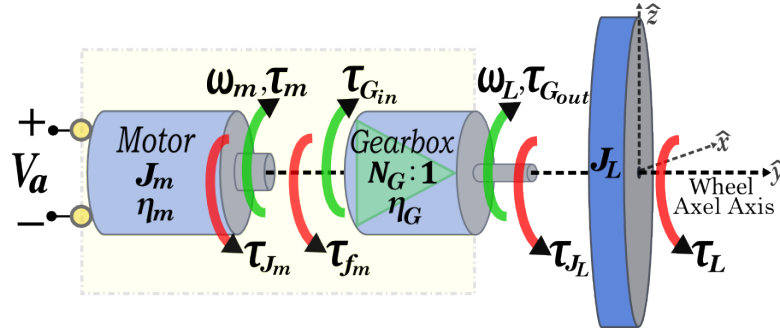 ẑ
ω_m,τ_m τ_{G_in} ω_L,τ_{G_out}
+ Motor Gearbox x̂
V_a J_m N_G:1 J_L ŷ
− η_m η_G Wheel
Axel Axis
τ_{J_m} τ_{f_m} τ_{J_L} τ_L